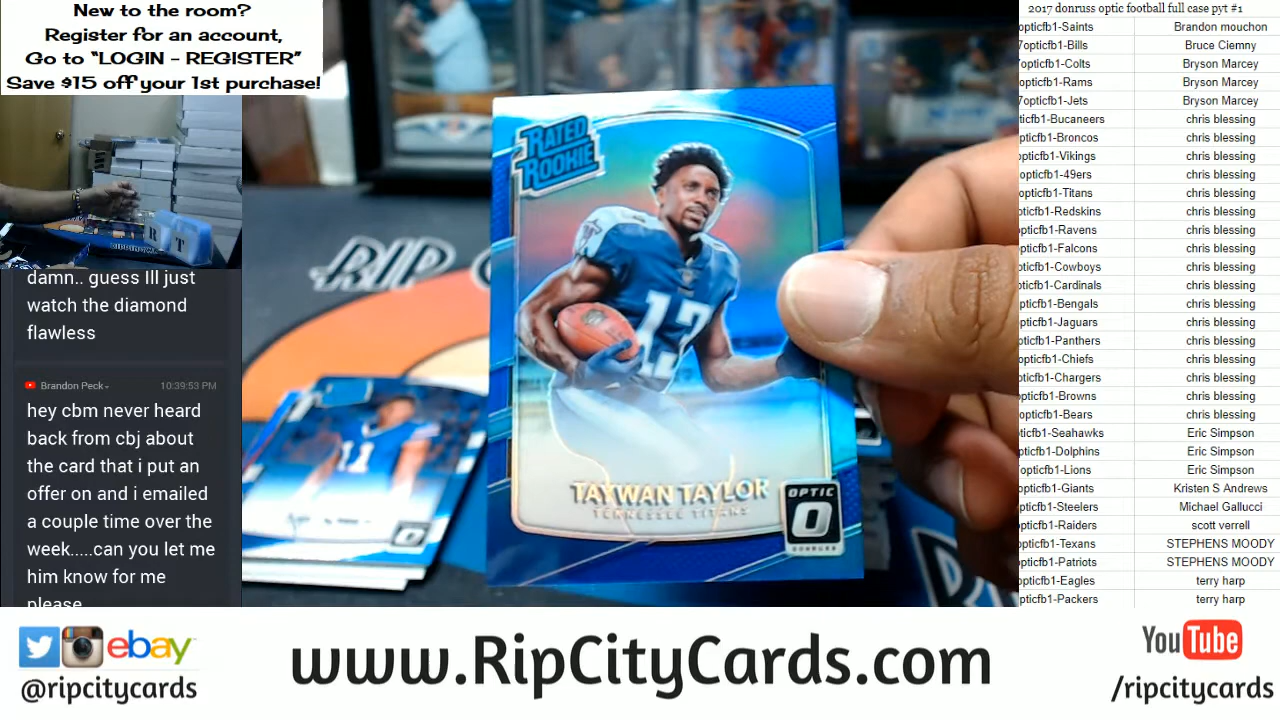 New to the room?
Register for an account,
Go to “LOGIN - REGISTER”
Save $15 off your 1st purchase!
damn.. guess Ill just
watch the diamond
flawless
Brandon Peck
10:39:53 PM
hey cbm never heard
back from cbj about
the card that i put an
offer on and i emailed
a couple time over the
week.....can you let me
him know for me
please
RIP
RATED
ROOKIE
13
TAYWAN TAYLOR
TENNESSEE TITANS
OPTIC
O
DONRUSS
11
2017 donruss optic football full case pyt #1
opticfb1-Saints Brandon mouchon
7opticfb1-Bills Bruce Ciemny
7opticfb1-Colts Bryson Marcey
opticfb1-Rams Bryson Marcey
7opticfb1-Jets Bryson Marcey
opticfb1-Bucaneers chris blessing
opticfb1-Broncos chris blessing
opticfb1-Vikings chris blessing
opticfb1-49ers chris blessing
opticfb1-Titans chris blessing
opticfb1-Redskins chris blessing
opticfb1-Ravens chris blessing
opticfb1-Falcons chris blessing
opticfb1-Cowboys chris blessing
opticfb1-Cardinals chris blessing
opticfb1-Bengals chris blessing
opticfb1-Jaguars chris blessing
opticfb1-Panthers chris blessing
opticfb1-Chiefs chris blessing
opticfb1-Chargers chris blessing
opticfb1-Browns chris blessing
opticfb1-Bears chris blessing
opticfb1-Seahawks Eric Simpson
opticfb1-Dolphins Eric Simpson
opticfb1-Lions Eric Simpson
opticfb1-Giants Kristen S Andrews
opticfb1-Steelers Michael Gallucci
opticfb1-Raiders scott verrell
opticfb1-Texans STEPHENS MOODY
opticfb1-Patriots STEPHENS MOODY
opticfb1-Eagles terry harp
opticfb1-Packers terry harp
ebay
@ripcitycards
www.RipCityCards.com
YouTube
/ripcitycards